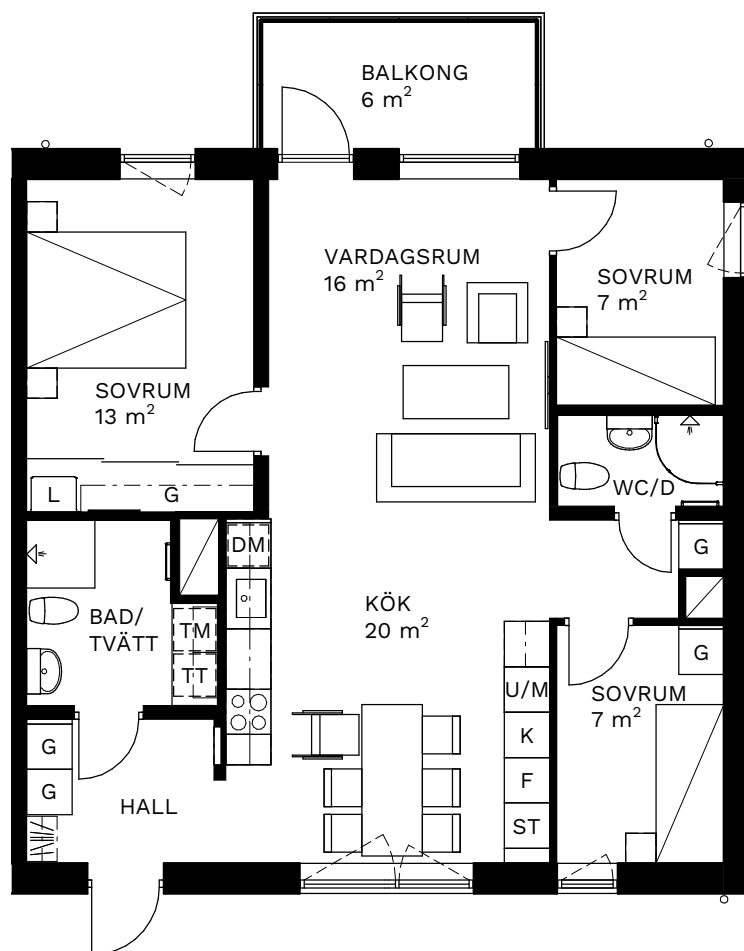 BALKONG
6 m²
VARDAGSRUM
16 m²
SOVRUM
7 m²
SOVRUM
13 m²
L
G
WC/D
DM
G
BAD/
TVÄTT
TM
TT
KÖK
20 m²
G
U/M
SOVRUM
7 m²
K
F
ST
G
G
HALL